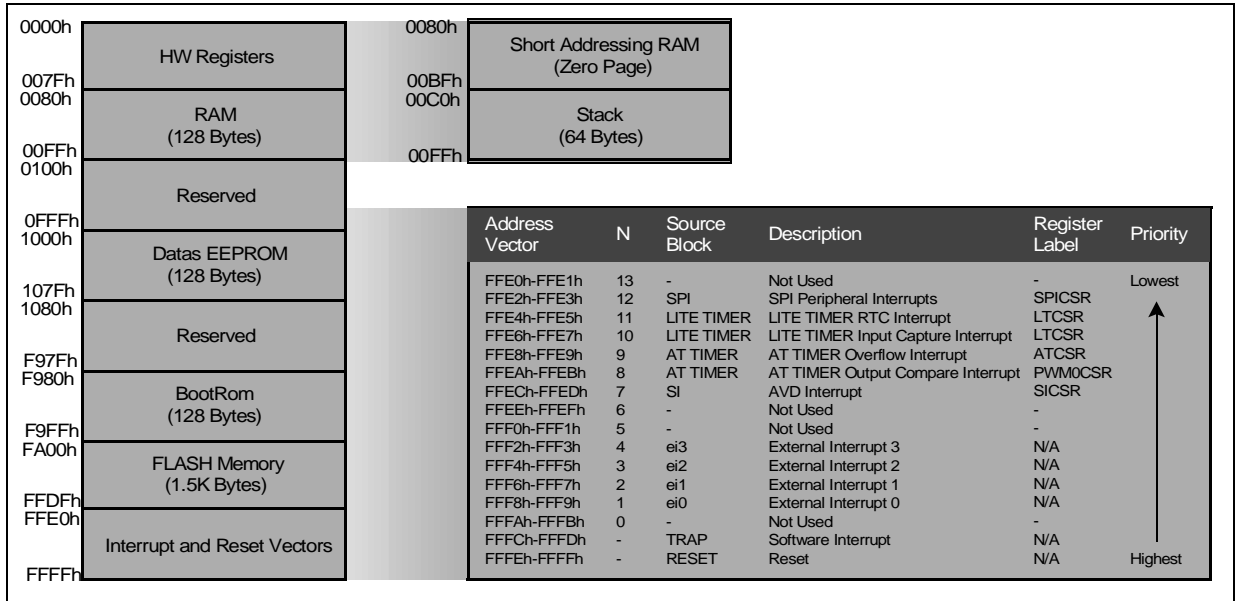 0000h
HW Registers
007Fh
0080h
RAM
(128 Bytes)
00FFh
0100h
Reserved
0FFFh
1000h
Datas EEPROM
(128 Bytes)
107Fh
1080h
Reserved
F97Fh
F980h
BootRom
(128 Bytes)
F9FFh
FA00h
FLASH Memory
(1.5K Bytes)
FFDFh
FFE0h
Interrupt and Reset Vectors
FFFFh
0080h
Short Addressing RAM
(Zero Page)
00BFh
00C0h
Stack
(64 Bytes)
00FFh
Address Vector N Source Block Description Register Label Priority
FFE0h-FFE1h 13 - Not Used - Lowest
FFE2h-FFE3h 12 SPI SPI Peripheral Interrupts SPICSR
FFE4h-FFE5h 11 LITE TIMER LITE TIMER RTC Interrupt LTCSR
FFE6h-FFE7h 10 LITE TIMER LITE TIMER Input Capture Interrupt LTCSR
FFE8h-FFE9h 9 AT TIMER AT TIMER Overflow Interrupt ATCSR
FFEAh-FFEBh 8 AT TIMER AT TIMER Output Compare Interrupt PWM0CSR
FFECh-FFEDh 7 SI AVD Interrupt SICSR
FFEEh-FFEFh 6 - Not Used -
FFF0h-FFF1h 5 - Not Used -
FFF2h-FFF3h 4 ei3 External Interrupt 3 N/A
FFF4h-FFF5h 3 ei2 External Interrupt 2 N/A
FFF6h-FFF7h 2 ei1 External Interrupt 1 N/A
FFF8h-FFF9h 1 ei0 External Interrupt 0 N/A
FFFAh-FFFBh 0 - Not Used -
FFFCh-FFFDh - TRAP Software Interrupt N/A
FFFEh-FFFFh - RESET Reset N/A Highest